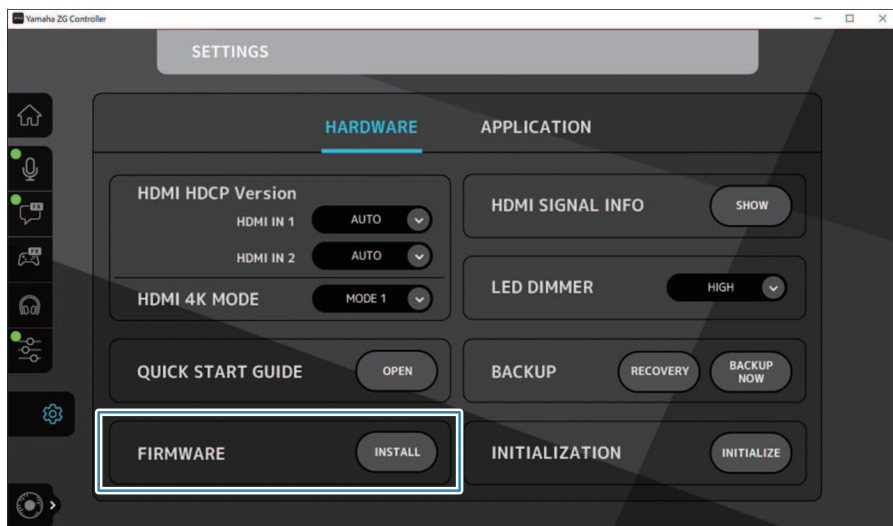 Yamaha ZG Controller
SETTINGS
HARDWARE
APPLICATION
HDMI HDCP Version
HDMI IN 1 AUTO
HDMI IN 2 AUTO
HDMI 4K MODE MODE 1
HDMI SIGNAL INFO SHOW
LED DIMMER HIGH
QUICK START GUIDE OPEN
BACKUP RECOVERY BACKUP
NOW
FIRMWARE INSTALL
INITIALIZATION INITIALIZE